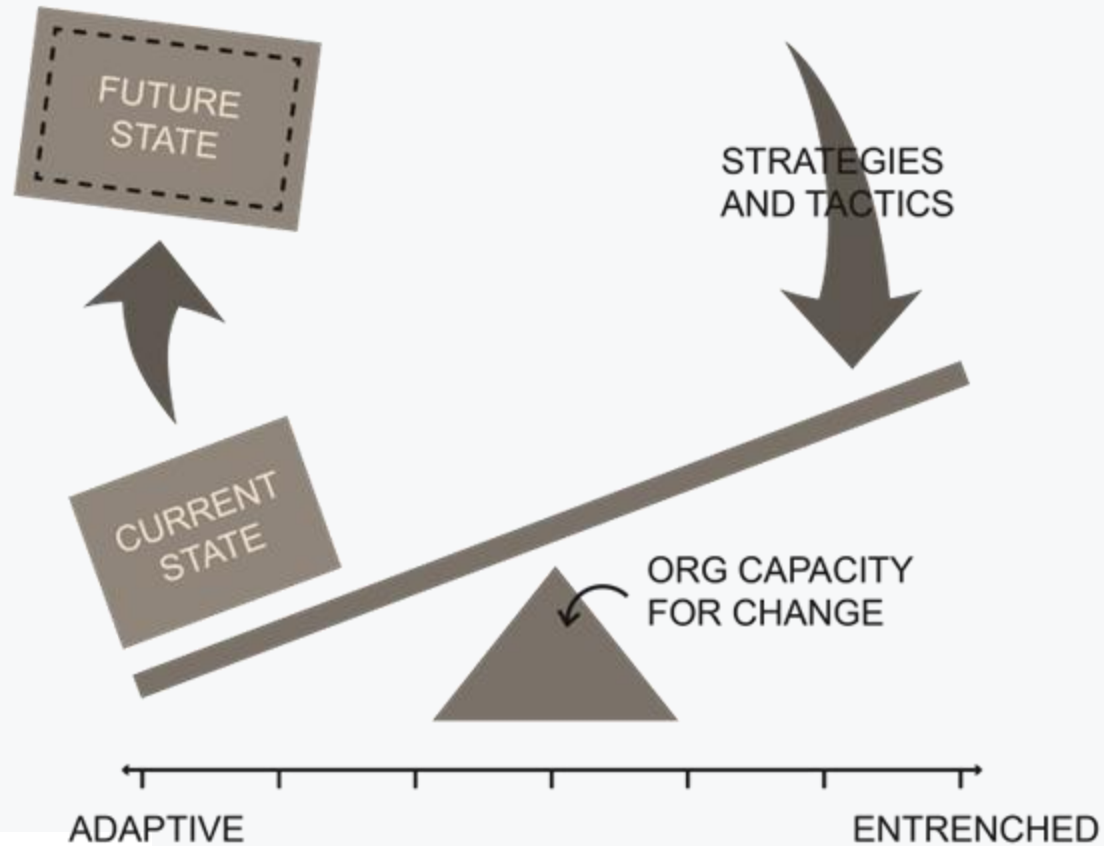 FUTURE
STATE
STRATEGIES
AND TACTICS
CURRENT
STATE
ORG CAPACITY
FOR CHANGE
ADAPTIVE
ENTRENCHED